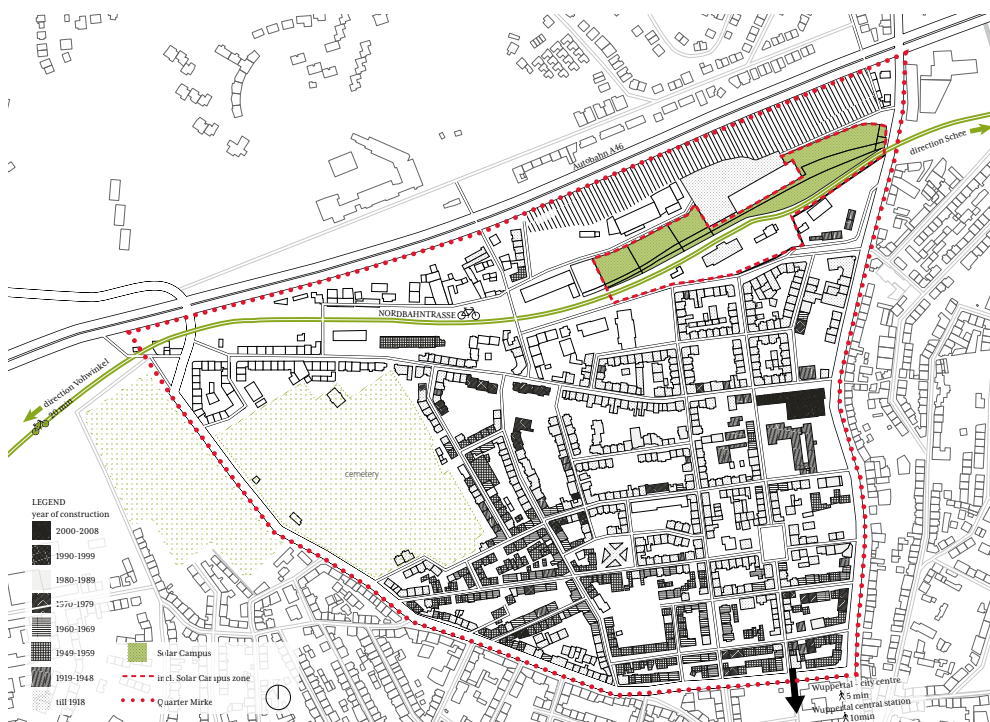 Autobahn A46
direction Schee
NORDBAHNTRASSE
direction Vohwinkel
20 min
cemetery
LEGEND
year of construction
2000-2008
1990-1999
1980-1989
1970-1979
1960-1969
1949-1959
1919-1948
till 1918
Solar Campus
incl. Solar Campus zone
Quarter Mirke
Wuppertal - city centre
5 min
Wuppertal central station
10min